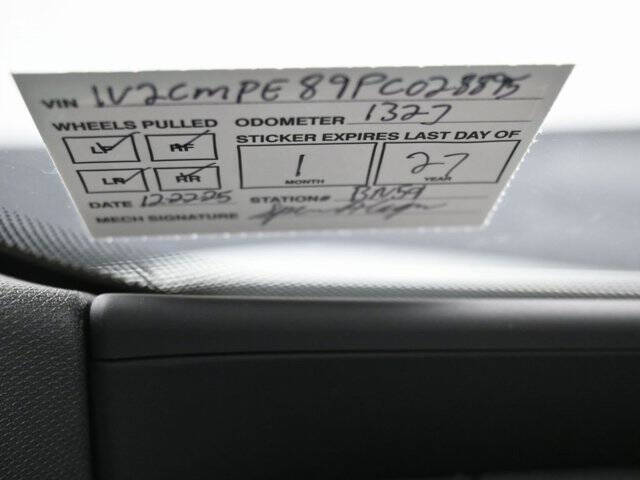 VIN 1V2CMPE89PC028895
WHEELS PULLED ODOMETER 1327
STICKER EXPIRES LAST DAY OF
LF RF
1 27
LR RR
MONTH YEAR
DATE 12-22-25 STATION# BN59
MECH SIGNATURE